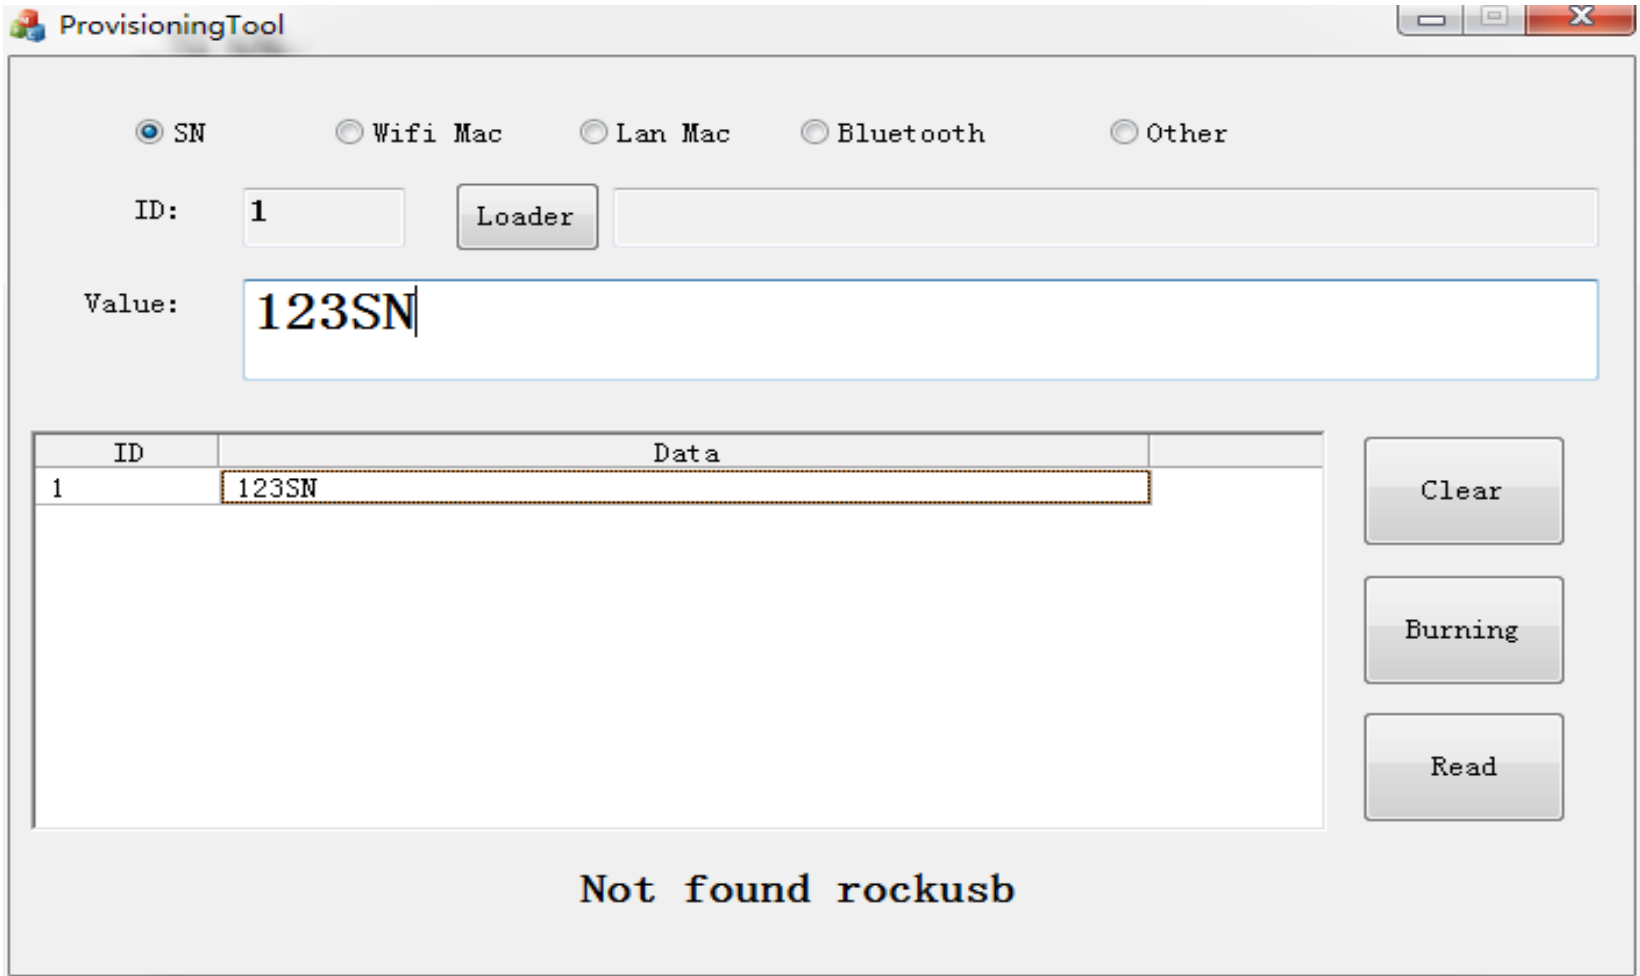 ProvisioningTool
SN Wifi Mac Lan Mac Bluetooth Other
ID: 1 Loader
Value: 123SN
ID Data
1 123SN
Clear
Burning
Read
Not found rockusb